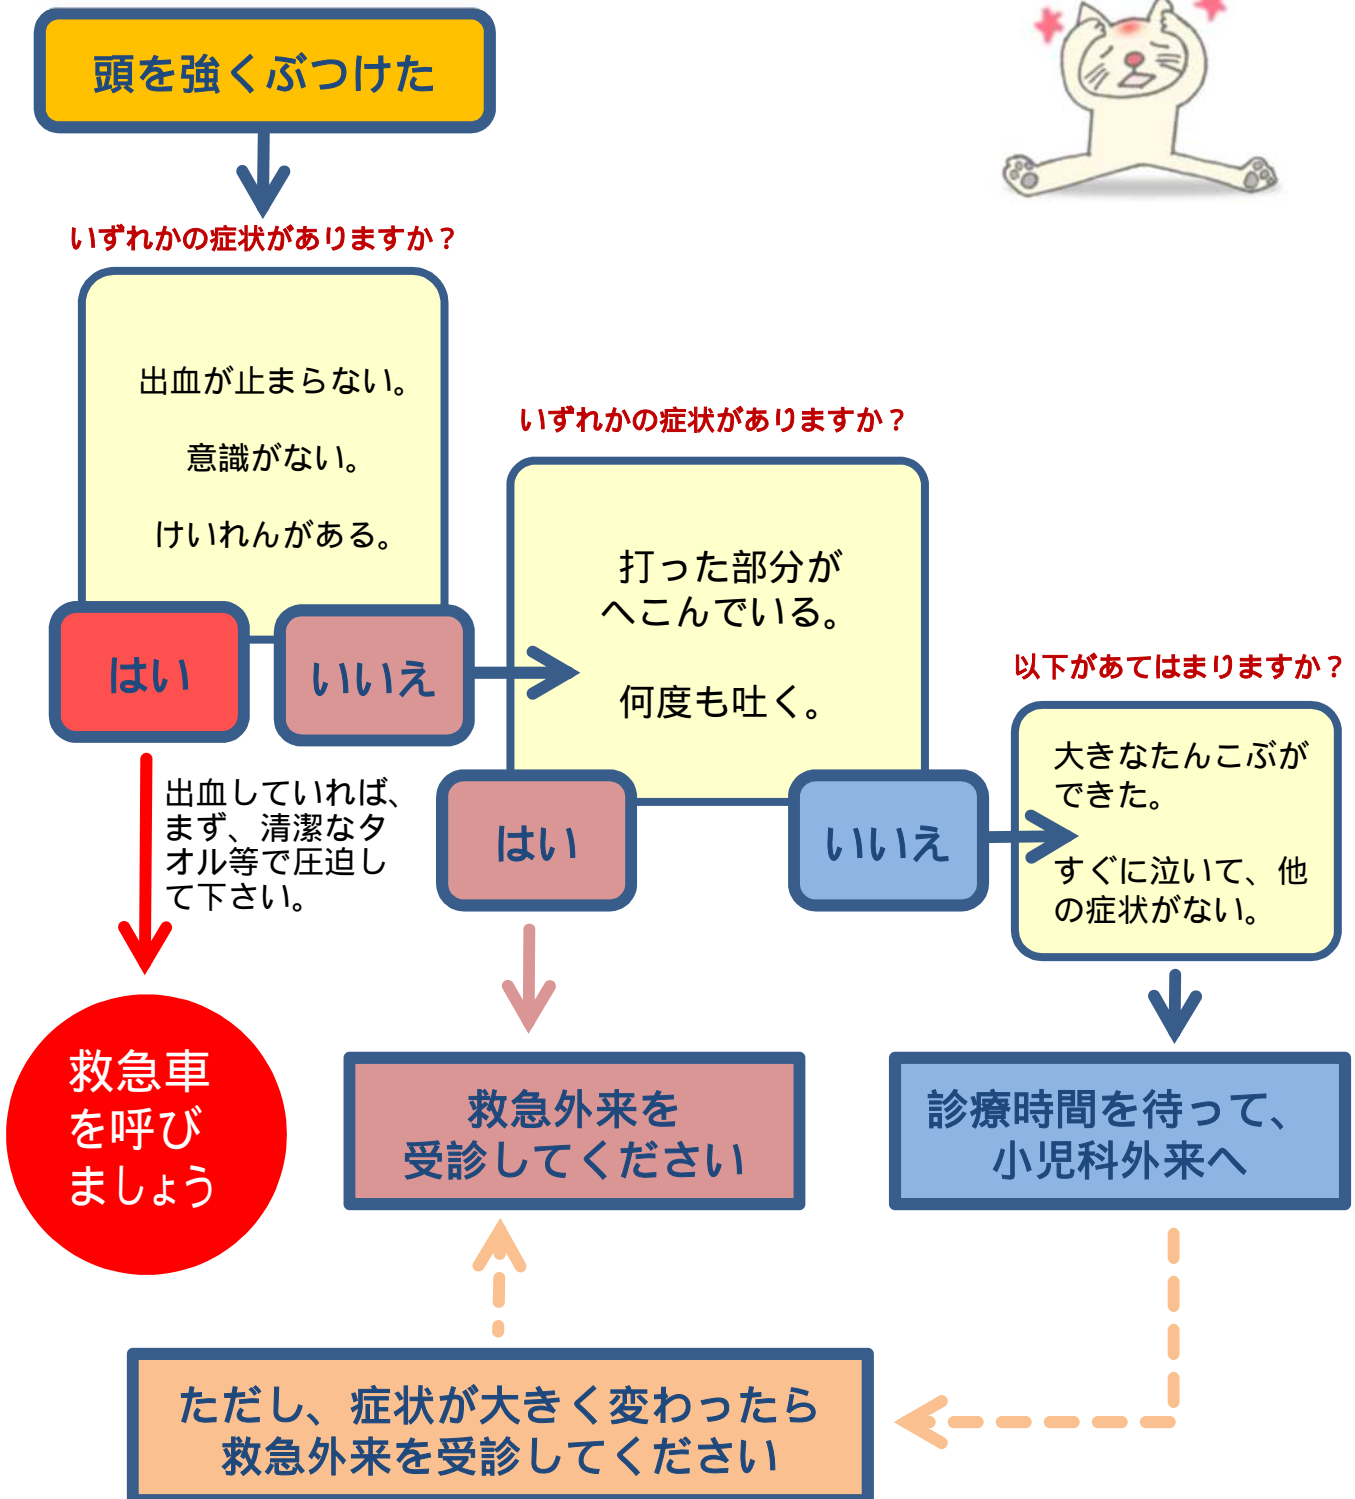 頭を強くぶつけた
いずれかの症状がありますか？
出血が止まらない。
意識がない。
けいれんがある。
はい
いいえ
出血していれば、
まず、清潔なタ
オル等で圧迫し
て下さい。
救急車
を呼び
ましょう
いずれかの症状がありますか？
打った部分が
へこんでいる。
何度も吐く。
はい
いいえ
救急外来を
受診してください
以下があてはまりますか？
大きなたんこぶが
できた。
すぐに泣いて、他
の症状がない。
診療時間を待って、
小児科外来へ
ただし、症状が大きく変わったら
救急外来を受診してください